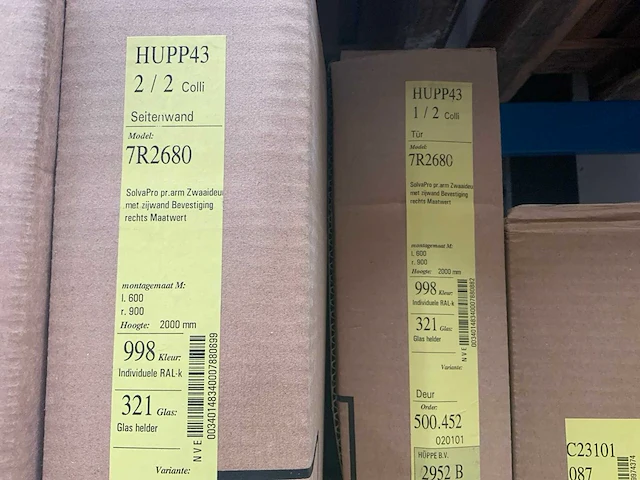 HUPP43
2 / 2 Colli
Seitenwand
Model:
7R2680
SolvaPro pr.arm Zwaaideu
met zijwand Bevestiging
rechts Maatwert
montagemaat M:
l. 600
r. 900
Hoogte: 2000 mm
998 Kleur:
Individuele RAL-k
321 Glas:
Glas helder
NVE
00340148340007880899
Variante:
HUPP43
1 / 2 Colli
Tür
Model:
7R2680
SolvaPro pr.arm Zwaaideu
met zijwand Bevestiging
rechts Maatwert
montagemaat M:
l. 600
r. 900
Hoogte: 2000 mm
998 Kleur:
Individuele RAL-k
321 Glas:
Glas helder
NVE
00340148340007880882
Variante:
Deur
Order:
500.452
020101
HÜPPE B.V.
2952 B
C23101
087